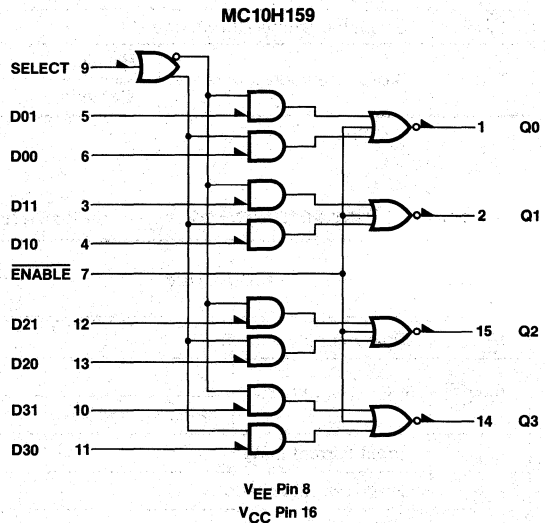 MC10H159
SELECT 9
D01 5
D00 6
1 Q0
D11 3
D10 4
2 Q1
ENABLE 7
D21 12
D20 13
15 Q2
D31 10
D30 11
14 Q3
VEE Pin 8
VCC Pin 16